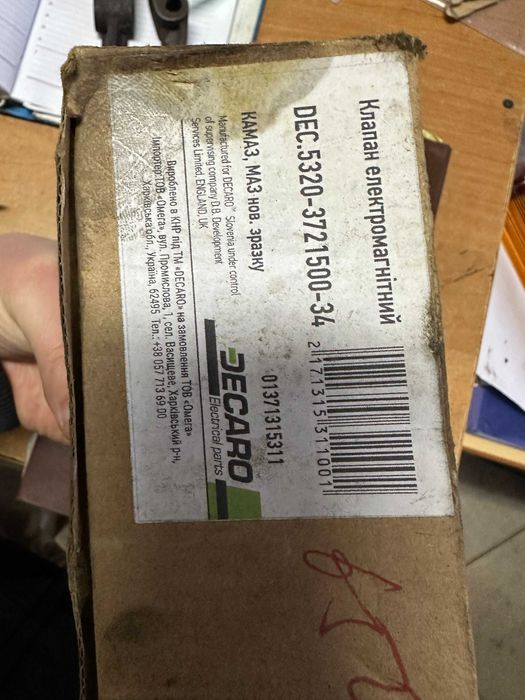 Клапан електромагнітний
DEC.5320-3721500-34
КАМАЗ, МАЗ нов. зразку
Manufactured for DECARO™ Slovenia under control
of supervising company D.B. Development
Services Limited, ENGLAND, UK
Вироблено в КНР під ТМ «DECARO» на замовлення ТОВ «Омега»
Імпортер:ТОВ «Омега», вул. Промислова, 1, сел. Васищеве, Харківський р-н,
Харківська обл., Україна, 62495 Тел.: +38 057 713 69 00
2171315311001
01371315311
DECARO
Electrical parts